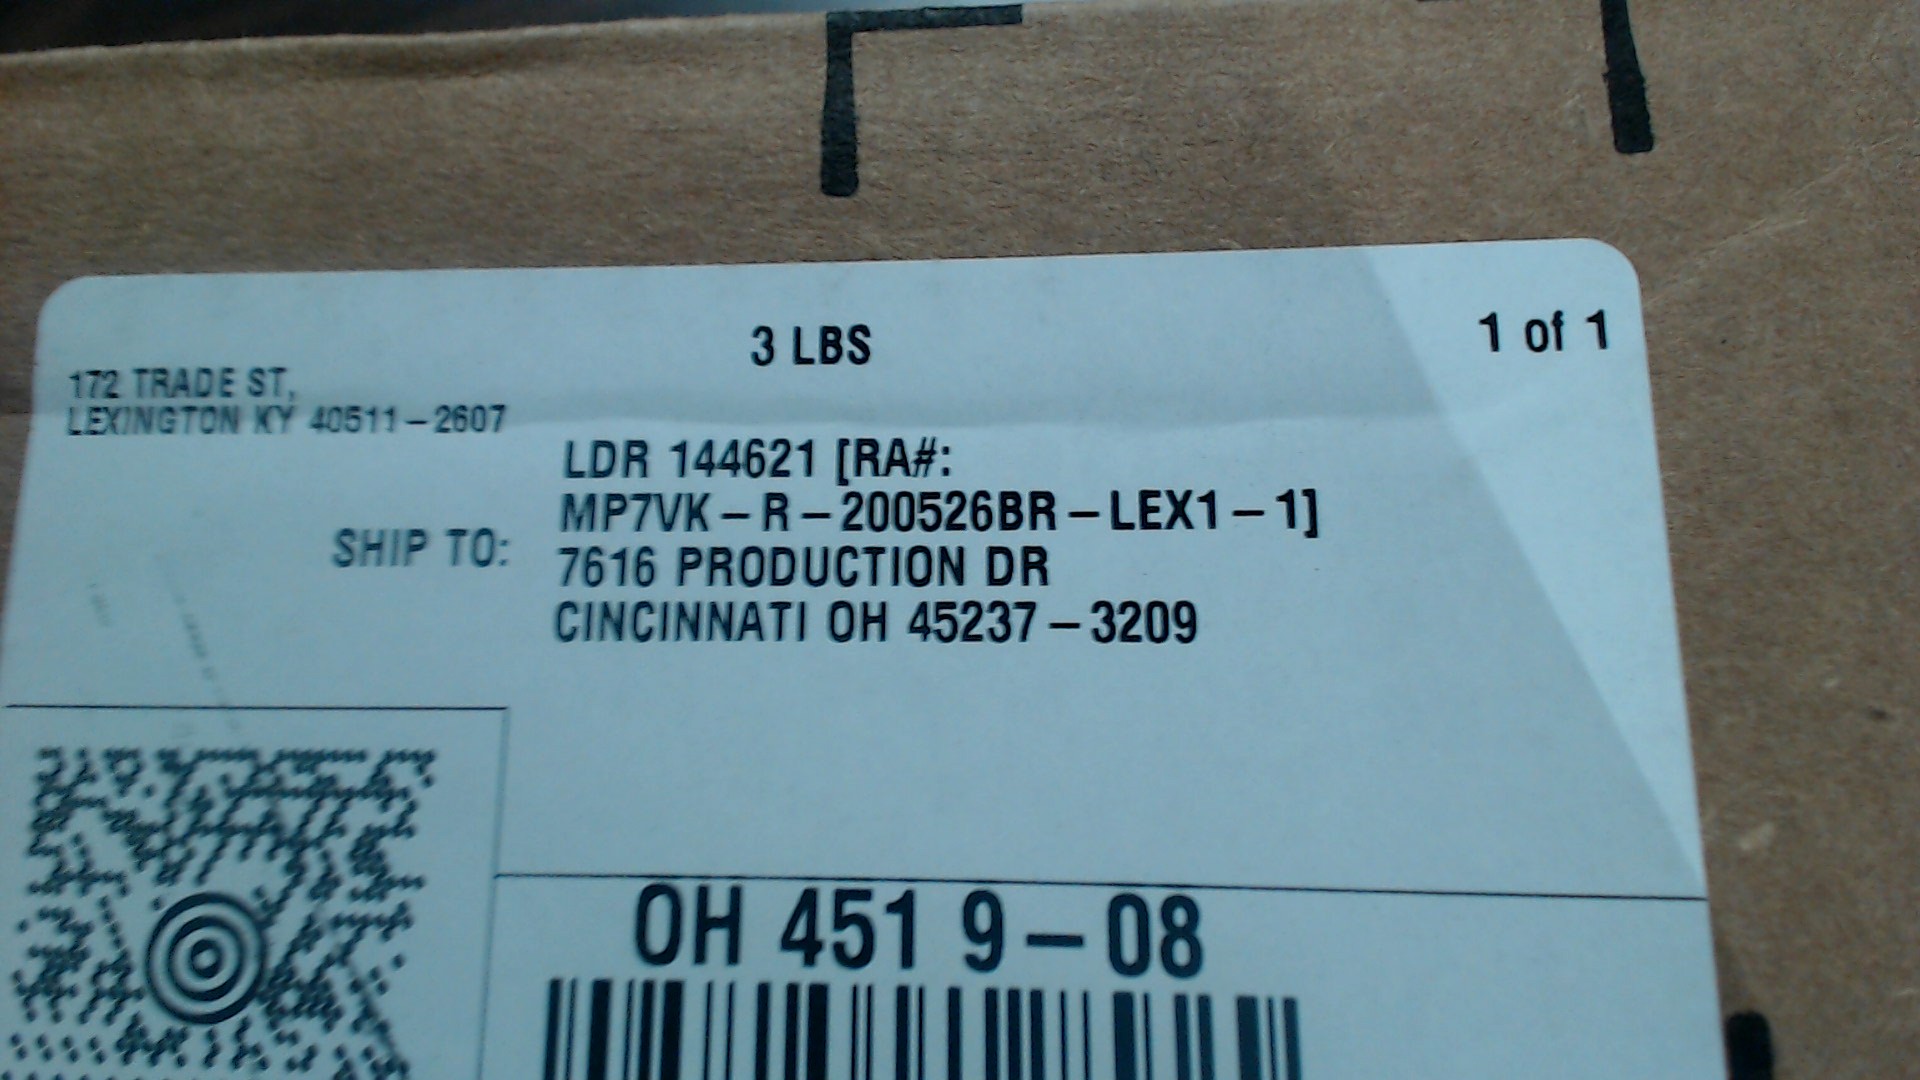 3 LBS
1 of 1
172 TRADE ST,
LEXINGTON KY 40511-2607
LDR 144621 [RA#:
MP7VK-R-200526BR-LEX1-1]
SHIP TO:
7616 PRODUCTION DR
CINCINNATI OH 45237-3209
OH 451 9-08